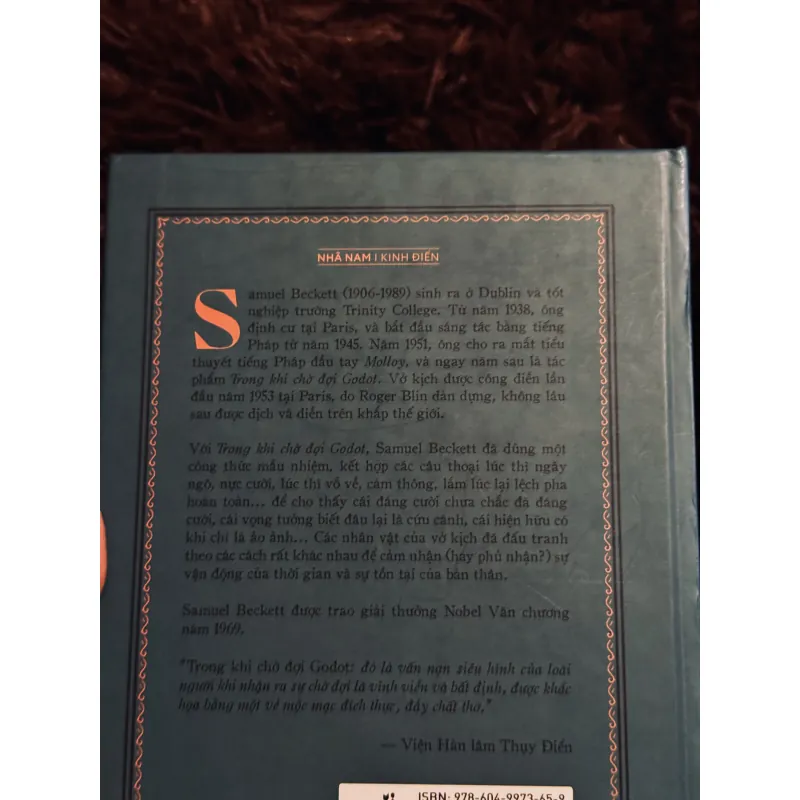 NHÃ NAM | KINH ĐIỂN
Samuel Beckett (1906-1989) sinh ra ở Dublin và tốt
nghiệp trường Trinity College. Từ năm 1938, ông
định cư tại Paris, và bắt đầu sáng tác bằng tiếng
Pháp từ năm 1945. Năm 1951, ông cho ra mắt tiểu
thuyết tiếng Pháp đầu tay Molloy, và ngay năm sau là tác
phẩm Trong khi chờ đợi Godot. Vở kịch được công diễn lần
đầu năm 1953 tại Paris, do Roger Blin dàn dựng, không lâu
sau được dịch và diễn trên khắp thế giới.
Với Trong khi chờ đợi Godot, Samuel Beckett đã dùng một
công thức mầu nhiệm, kết hợp các câu thoại lúc thì ngây
ngô, nực cười, lúc thì vỗ về, cảm thông, lắm lúc lại lệch pha
hoàn toàn... để cho thấy cái đáng cười chưa chắc đã đáng
cười, cái vọng tưởng biết đâu lại là cứu cánh, cái hiện hữu có
khi chỉ là ảo ảnh... Các nhân vật của vở kịch đã đấu tranh
theo các cách rất khác nhau để cảm nhận (hay phủ nhận?) sự
vận động của thời gian và sự tồn tại của bản thân.
Samuel Beckett được trao giải thưởng Nobel Văn chương
năm 1969.
"Trong khi chờ đợi Godot: đó là vấn nạn siêu hình của loài
người khi nhận ra sự chờ đợi là vĩnh viễn và bất định, được khắc
họa bằng một vẻ mộc mạc đích thực, đầy chất thơ."
— Viện Hàn lâm Thụy Điển
ISBN: 978-604-9973-65-9